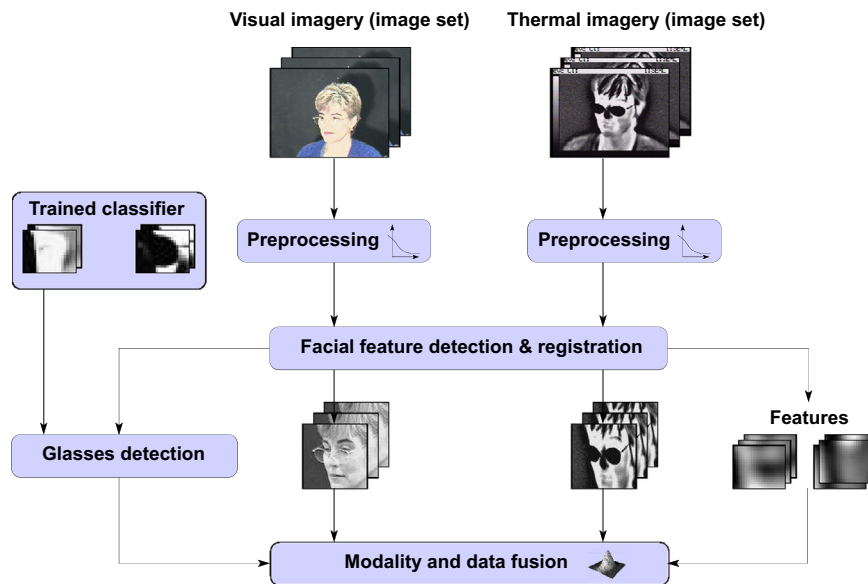 Visual imagery (image set)
Thermal imagery (image set)
Trained classifier
Preprocessing
Preprocessing
Facial feature detection & registration
Features
Glasses detection
Modality and data fusion